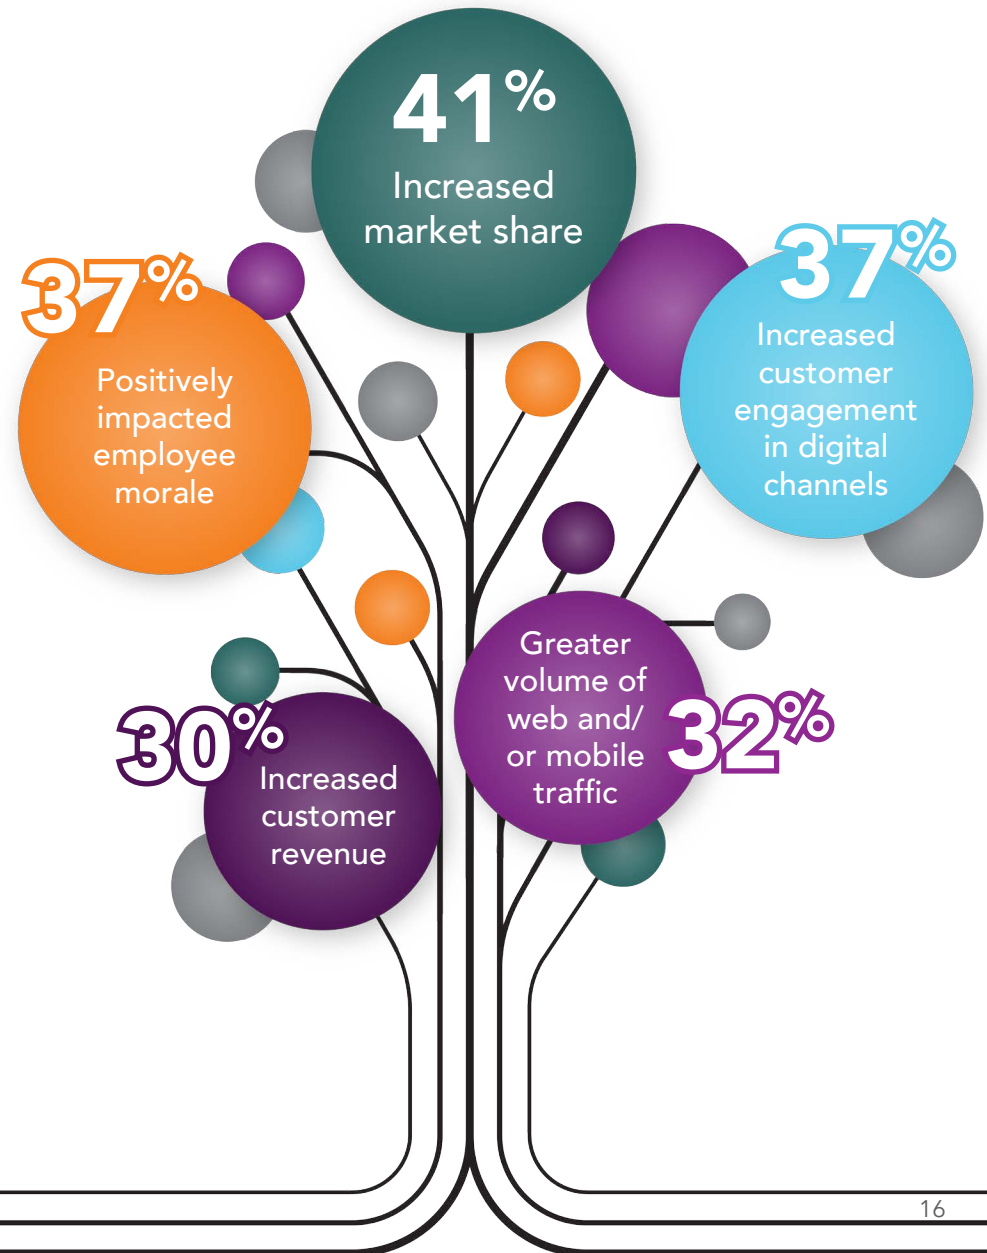 41%
Increased
market share
37%
Positively
impacted
employee
morale
37%
Increased
customer
engagement
in digital
channels
30%
Increased
customer
revenue
Greater
volume of
web and/
or mobile
traffic
32%
16